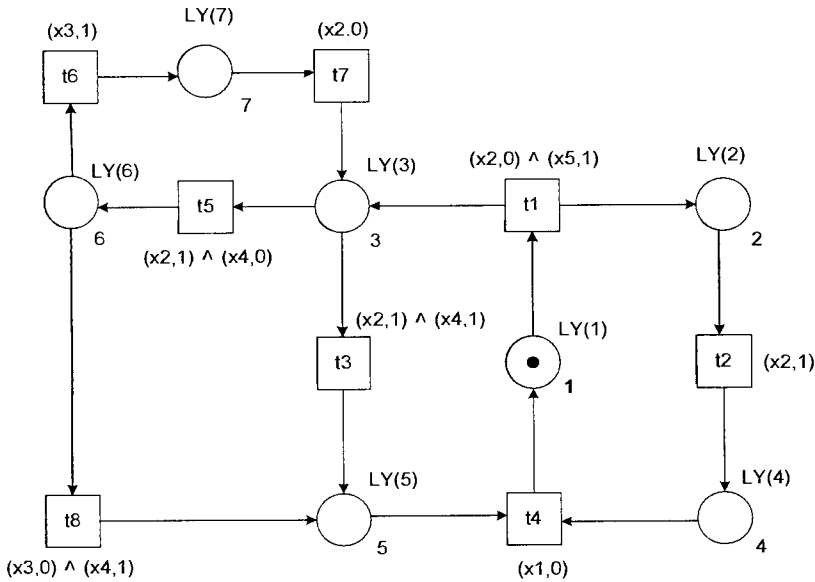 LY(7)
(x3,1)
(x2.0)
t6
t7
7
LY(3)
(x2,0) ^ (x5,1)
LY(2)
LY(6)
t5
t1
6
3
2
(x2,1) ^ (x4,0)
(x2,1) ^ (x4,1)
LY(1)
t3
t2
(x2,1)
1
LY(5)
LY(4)
t8
t4
5
4
(x3,0) ^ (x4,1)
(x1,0)